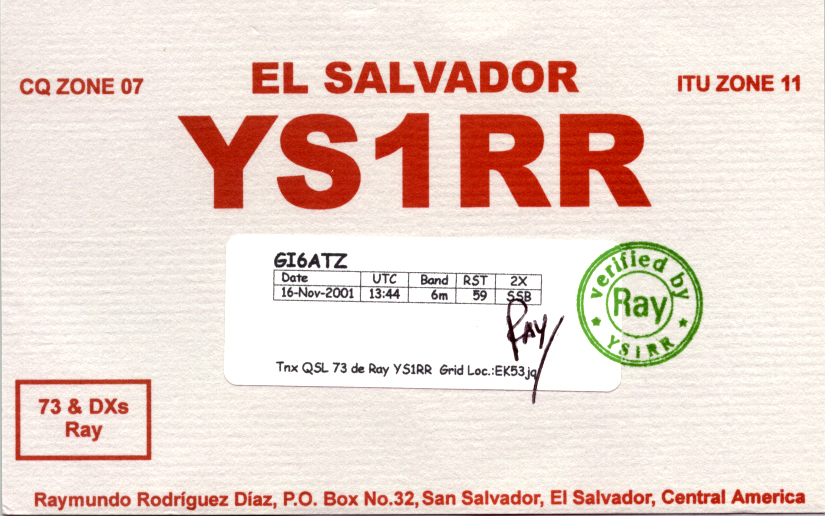 EL SALVADOR
CQ ZONE 07
ITU ZONE 11
YS1RR
GI6ATZ
Date UTC Band RST 2X
16-Nov-2001 13:44 6m 59 SSB
RAY
Tnx QSL 73 de Ray YS1RR Grid Loc.:EK53jq
verified by
Ray
YS1RR
73 & DXs
Ray
Raymundo Rodríguez Díaz, P.O. Box No.32, San Salvador, El Salvador, Central America